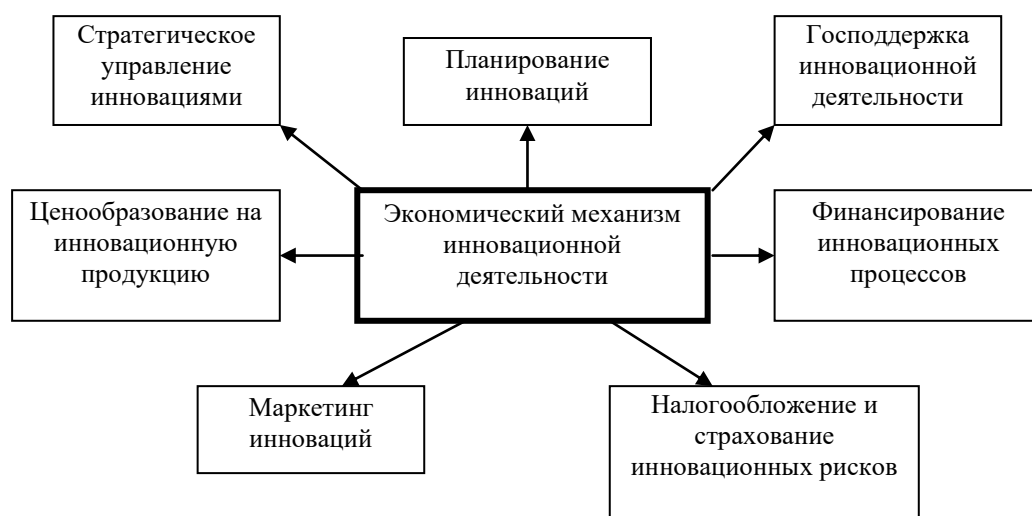 Стратегическое
управление
инновациями
Планирование
инноваций
Господдержка
инновационной
деятельности
Ценообразование на
инновационную
продукцию
Экономический механизм
инновационной
деятельности
Финансирование
инновационных
процессов
Маркетинг
инноваций
Налогообложение и
страхование
инновационных рисков